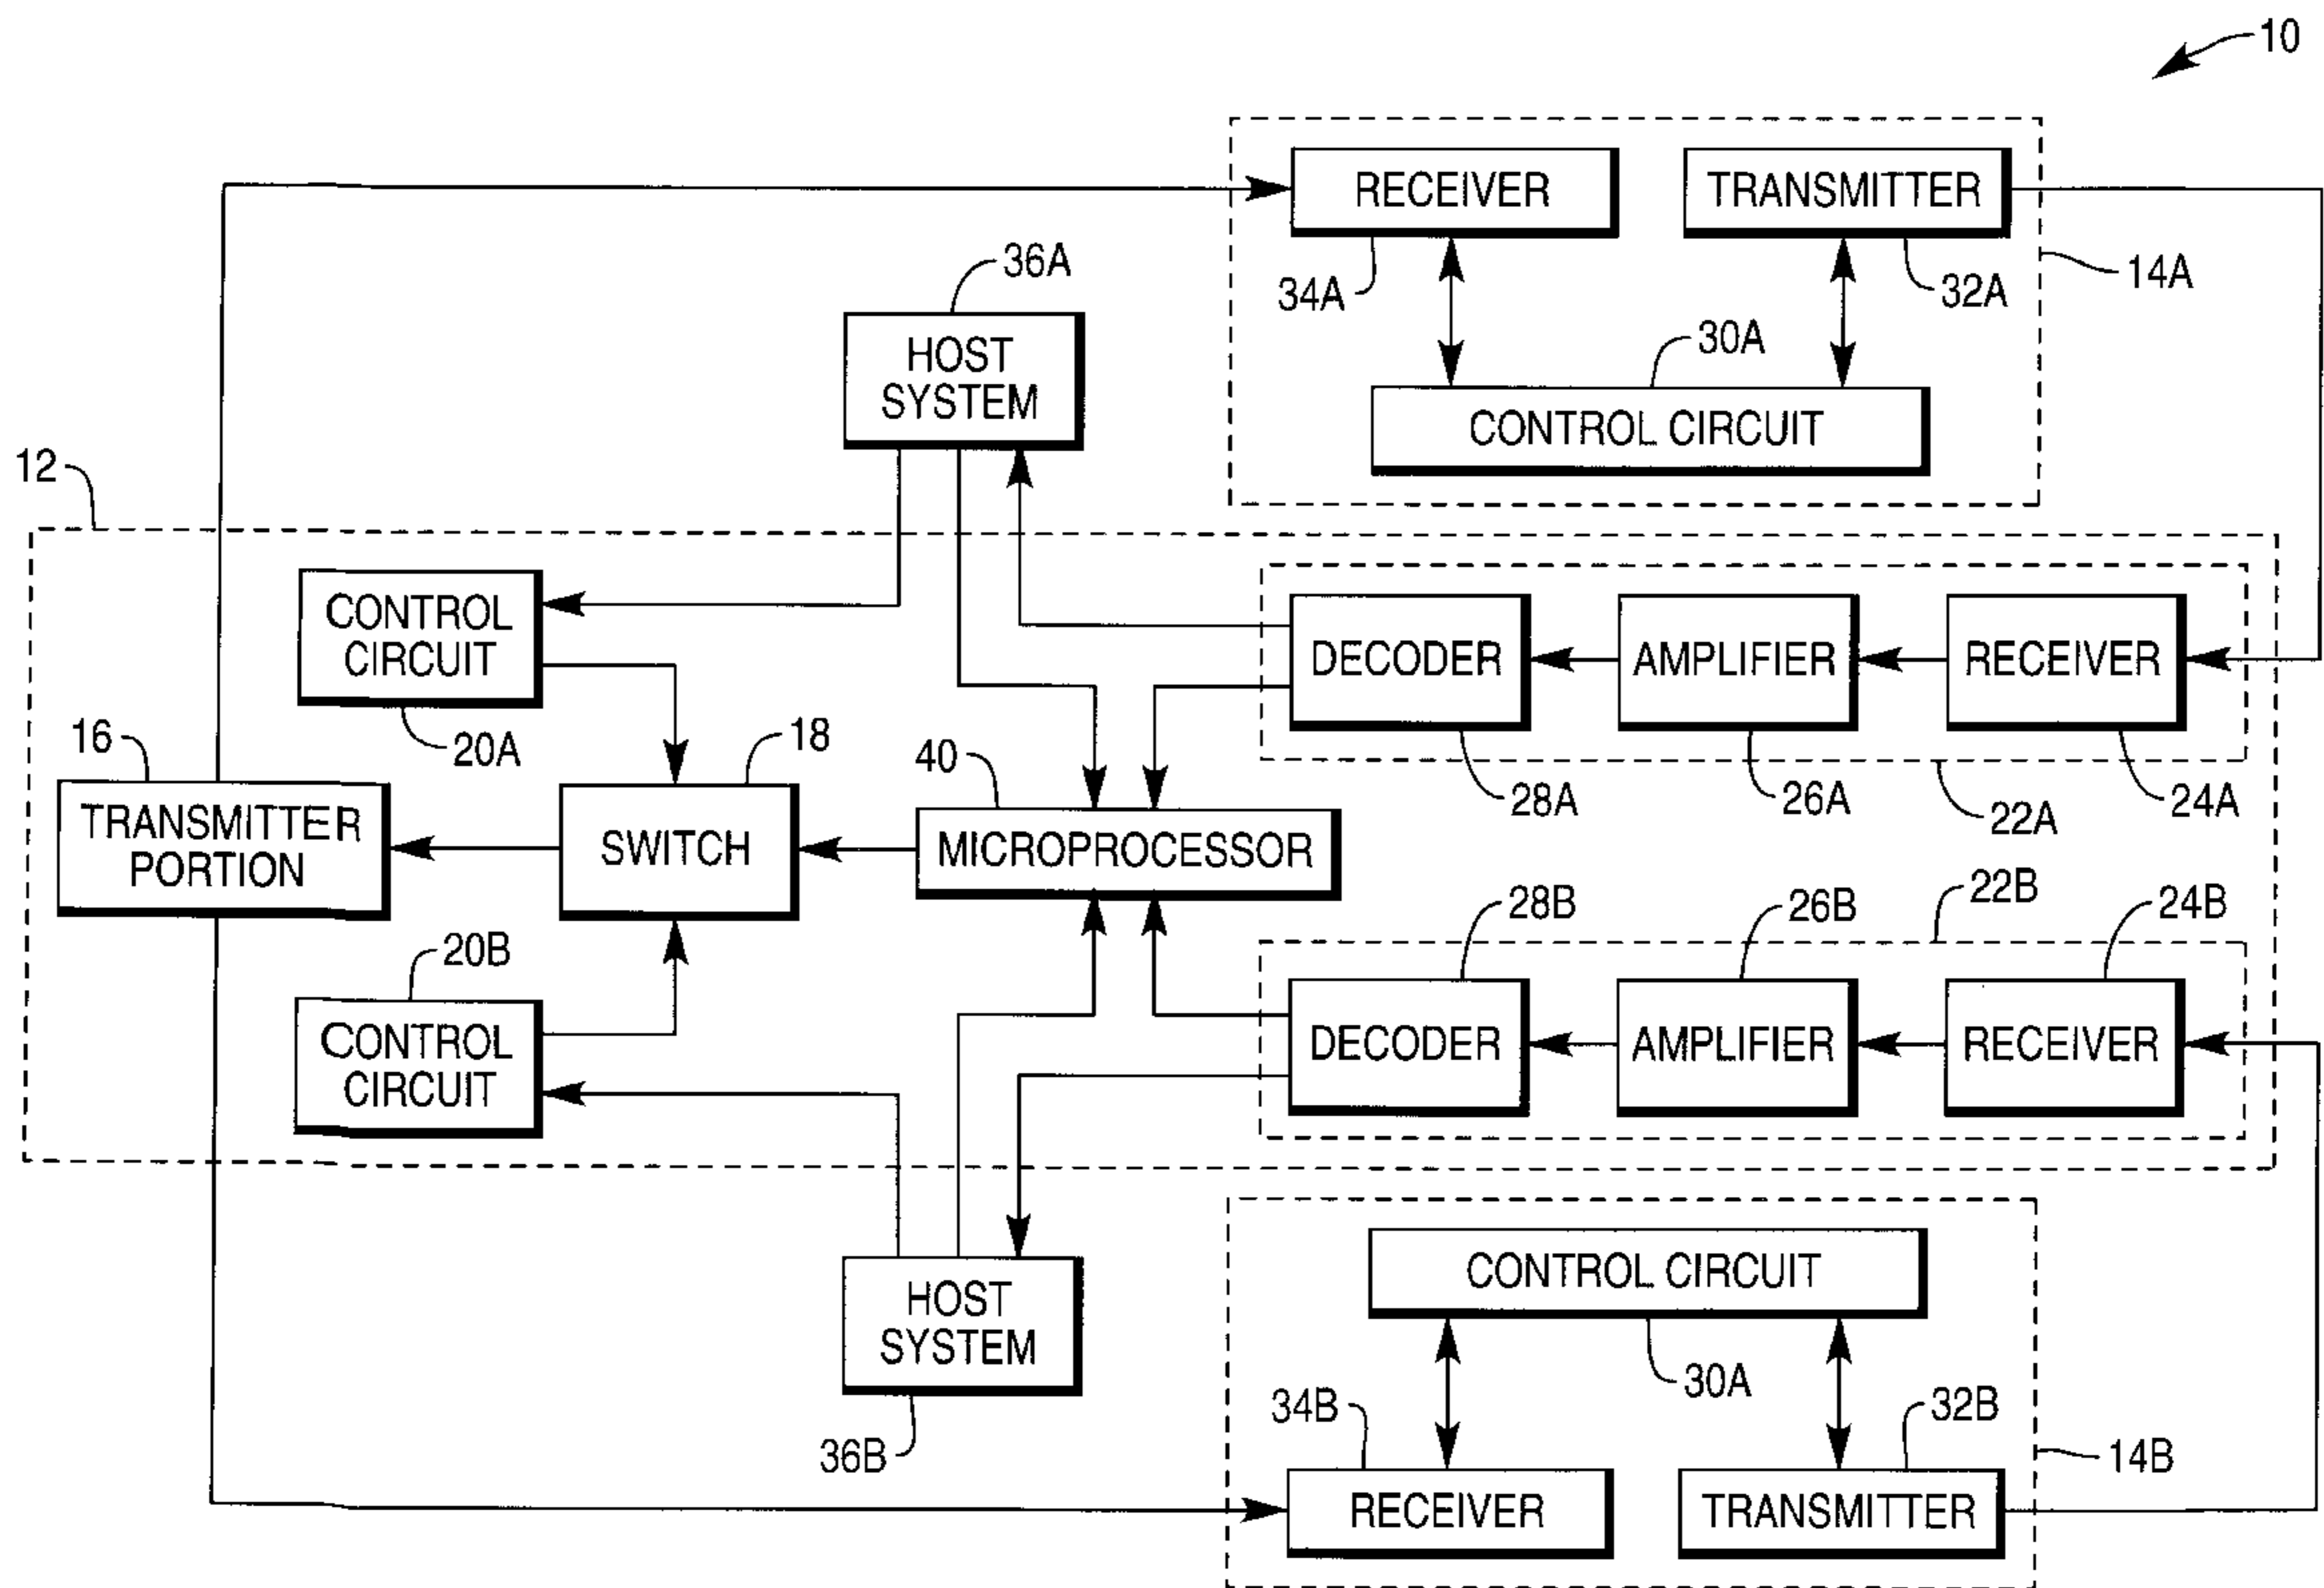 10
RECEIVER
TRANSMITTER
34A
32A
14A
36A
HOST
SYSTEM
30A
CONTROL CIRCUIT
12
CONTROL
CIRCUIT
20A
DECODER
AMPLIFIER
RECEIVER
28A
26A
22A
24A
16
TRANSMITTER
PORTION
18
SWITCH
40
MICROPROCESSOR
20B
CONTROL
CIRCUIT
28B
26B
22B
24B
DECODER
AMPLIFIER
RECEIVER
HOST
SYSTEM
36B
CONTROL CIRCUIT
30A
34B
32B
14B
RECEIVER
TRANSMITTER